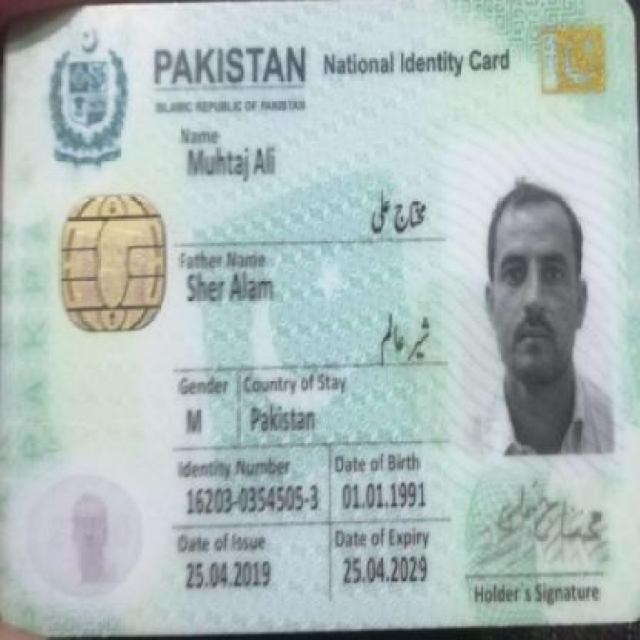 PAKISTAN National Identity Card
ISLAMIC REPUBLIC OF PAKISTAN
Name
Muhtaj Ali
محتاج علی
Father Name
Sher Alam
شیر عالم
Gender Country of Stay
M Pakistan
Identity Number Date of Birth
16203-0354505-3 01.01.1991
Date of Issue Date of Expiry
25.04.2019 25.04.2029
محتاج علی
Holder's Signature